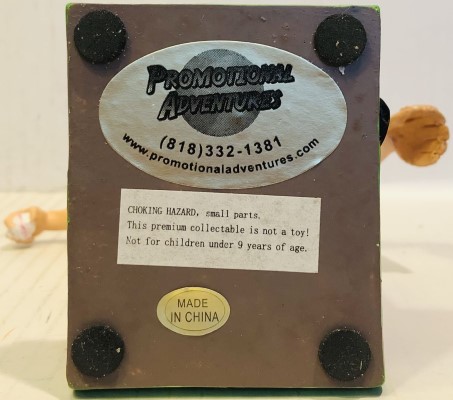 PROMOTIONAL
ADVENTURES
(818)332-1381
www.promotionaladventures.com
CHOKING HAZARD, small parts.
This premium collectable is not a toy!
Not for children under 9 years of age.
MADE
IN CHINA